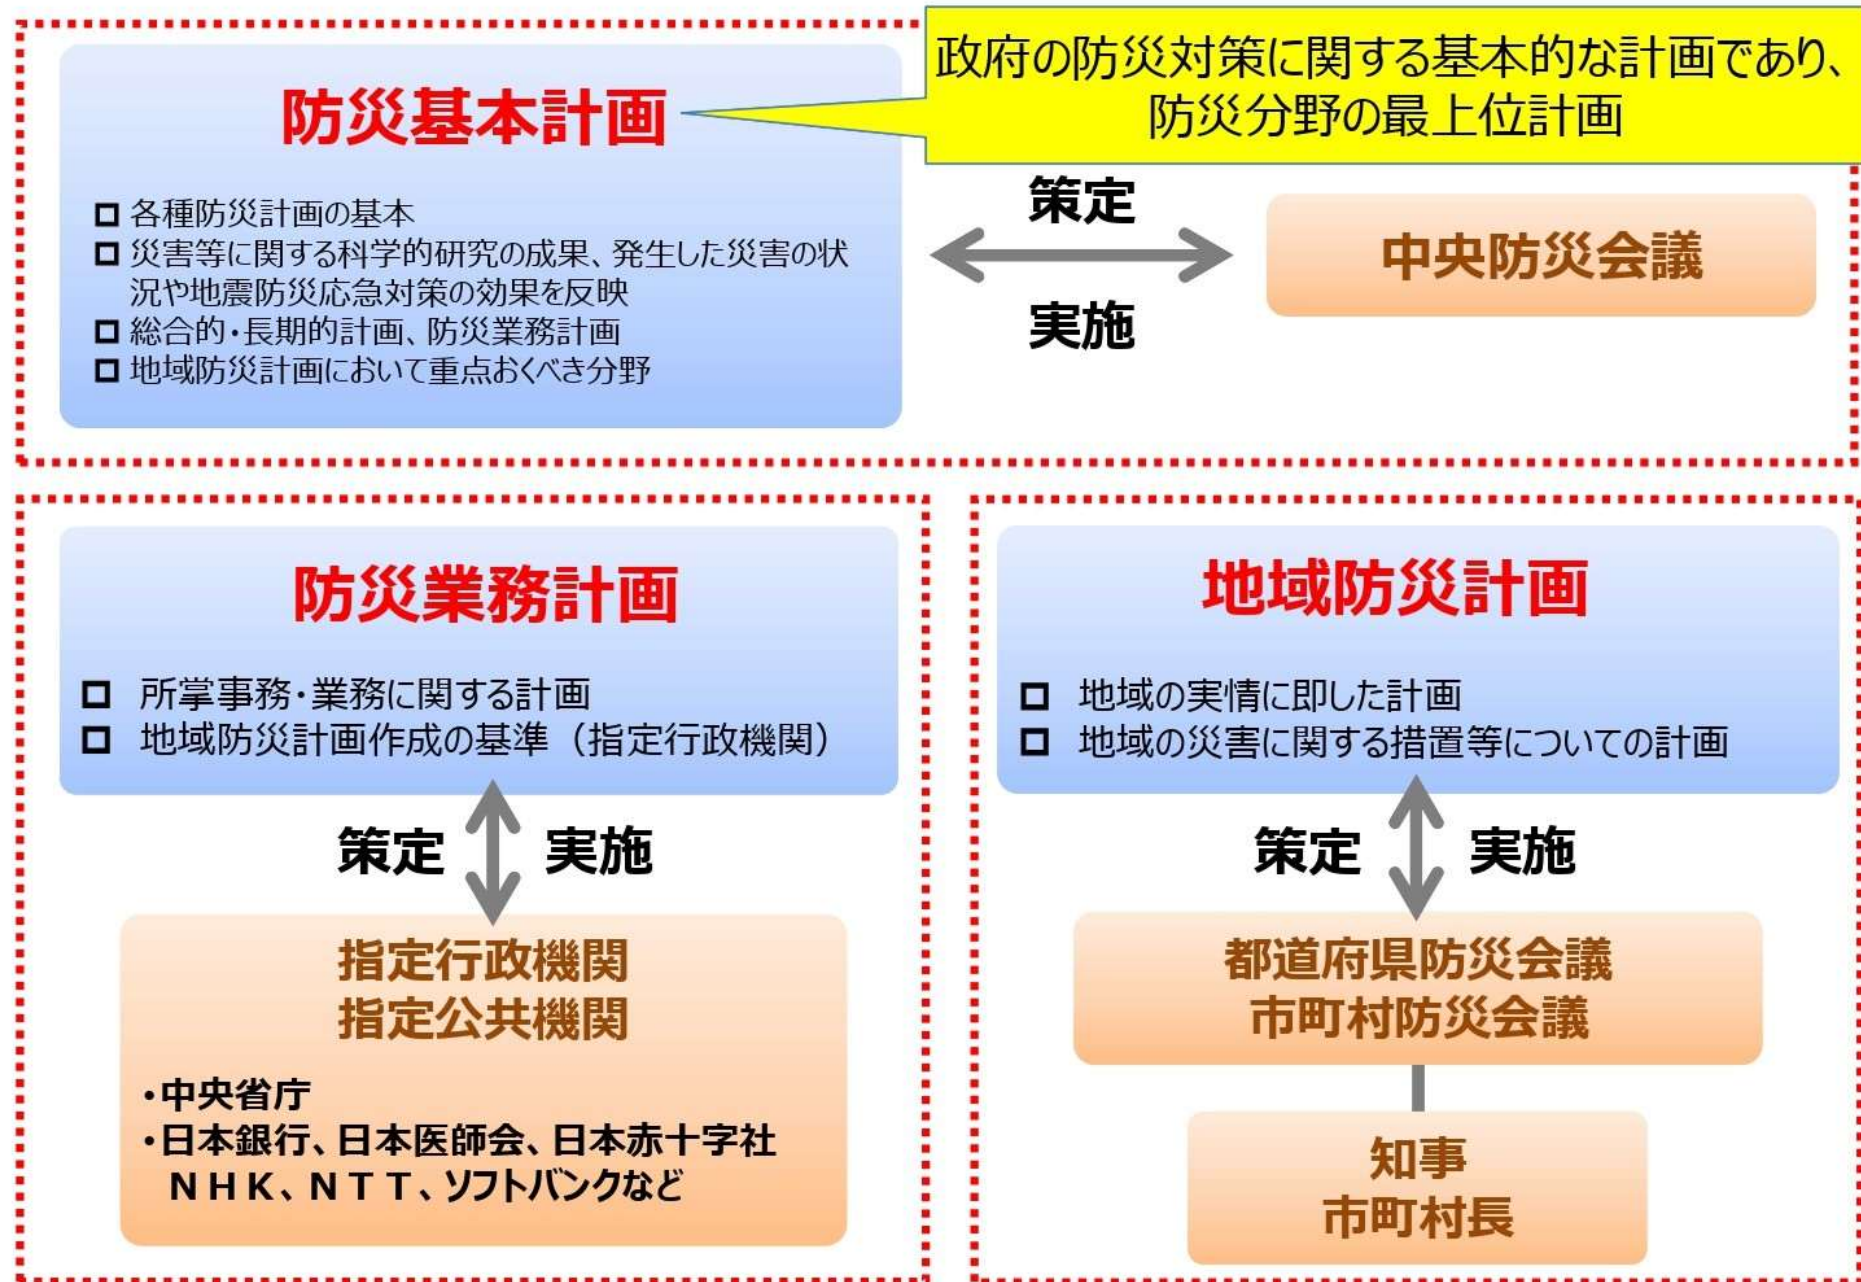 防災基本計画
政府の防災対策に関する基本的な計画であり、
防災分野の最上位計画
□ 各種防災計画の基本
□ 災害等に関する科学的研究の成果、発生した災害の状
況や地震防災応急対策の効果を反映
□ 総合的・長期的計画、防災業務計画
□ 地域防災計画において重点おくべき分野
策定
実施
中央防災会議
防災業務計画
□ 所掌事務・業務に関する計画
□ 地域防災計画作成の基準（指定行政機関）
策定 実施
指定行政機関
指定公共機関
・中央省庁
・日本銀行、日本医師会、日本赤十字社
ＮＨＫ、ＮＴＴ、ソフトバンクなど
地域防災計画
□ 地域の実情に即した計画
□ 地域の災害に関する措置等についての計画
策定 実施
都道府県防災会議
市町村防災会議
知事
市町村長